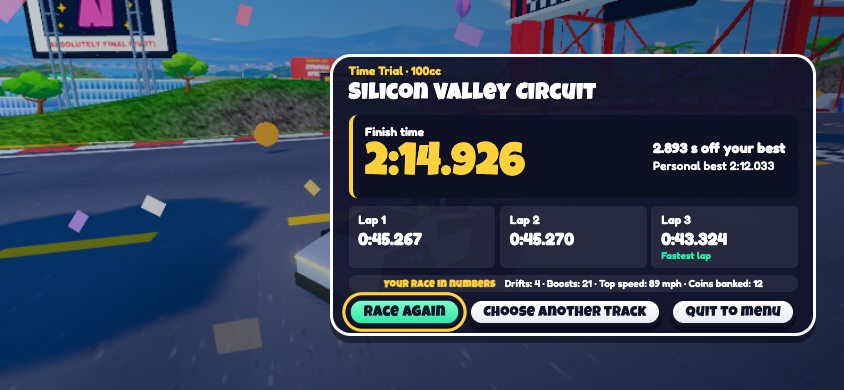 N
ABSOLUTELY FINAL PIVOT!
Time Trial · 100cc
Silicon Valley Circuit
Finish time
2:14.926
2.893 s off your best
Personal best 2:12.033
Lap 1
0:45.267
Lap 2
0:45.270
Lap 3
0:43.324
Fastest lap
Your race in numbers Drifts: 4 · Boosts: 21 · Top speed: 89 mph · Coins banked: 12
Race again
Choose another track
Quit to menu